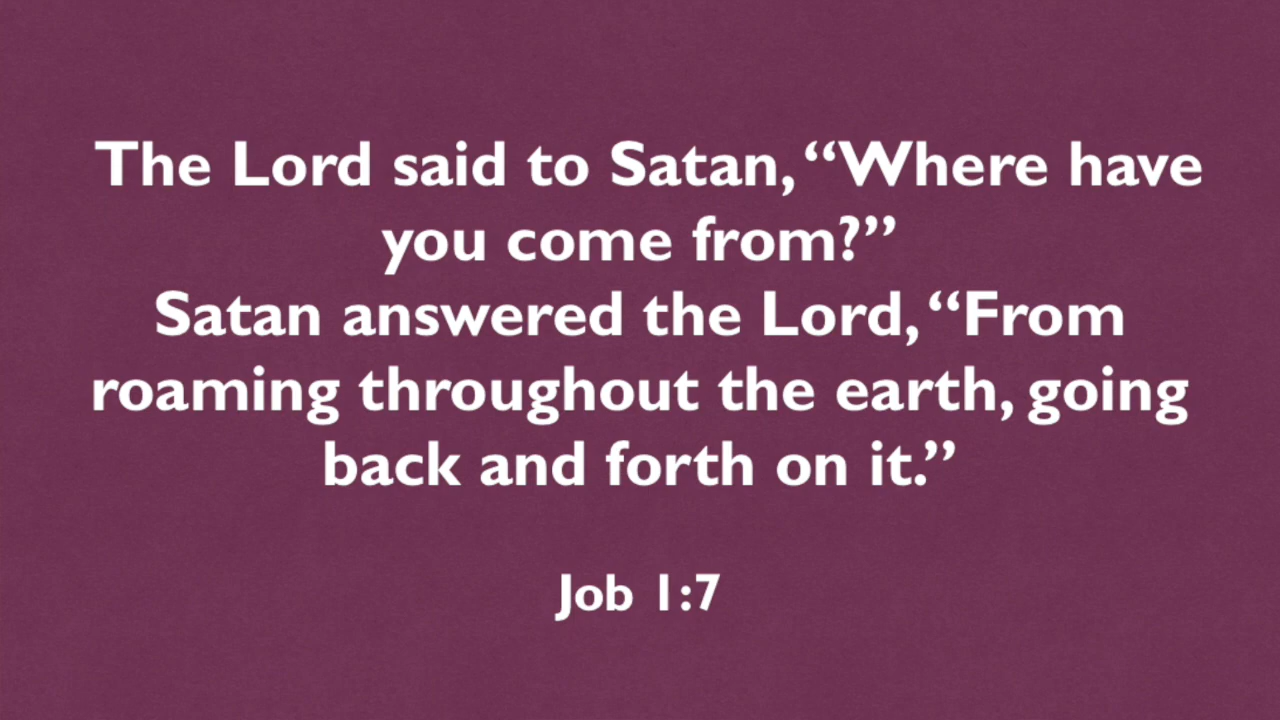 The Lord said to Satan, “Where have
you come from?”
Satan answered the Lord, “From
roaming throughout the earth, going
back and forth on it.”
Job 1:7